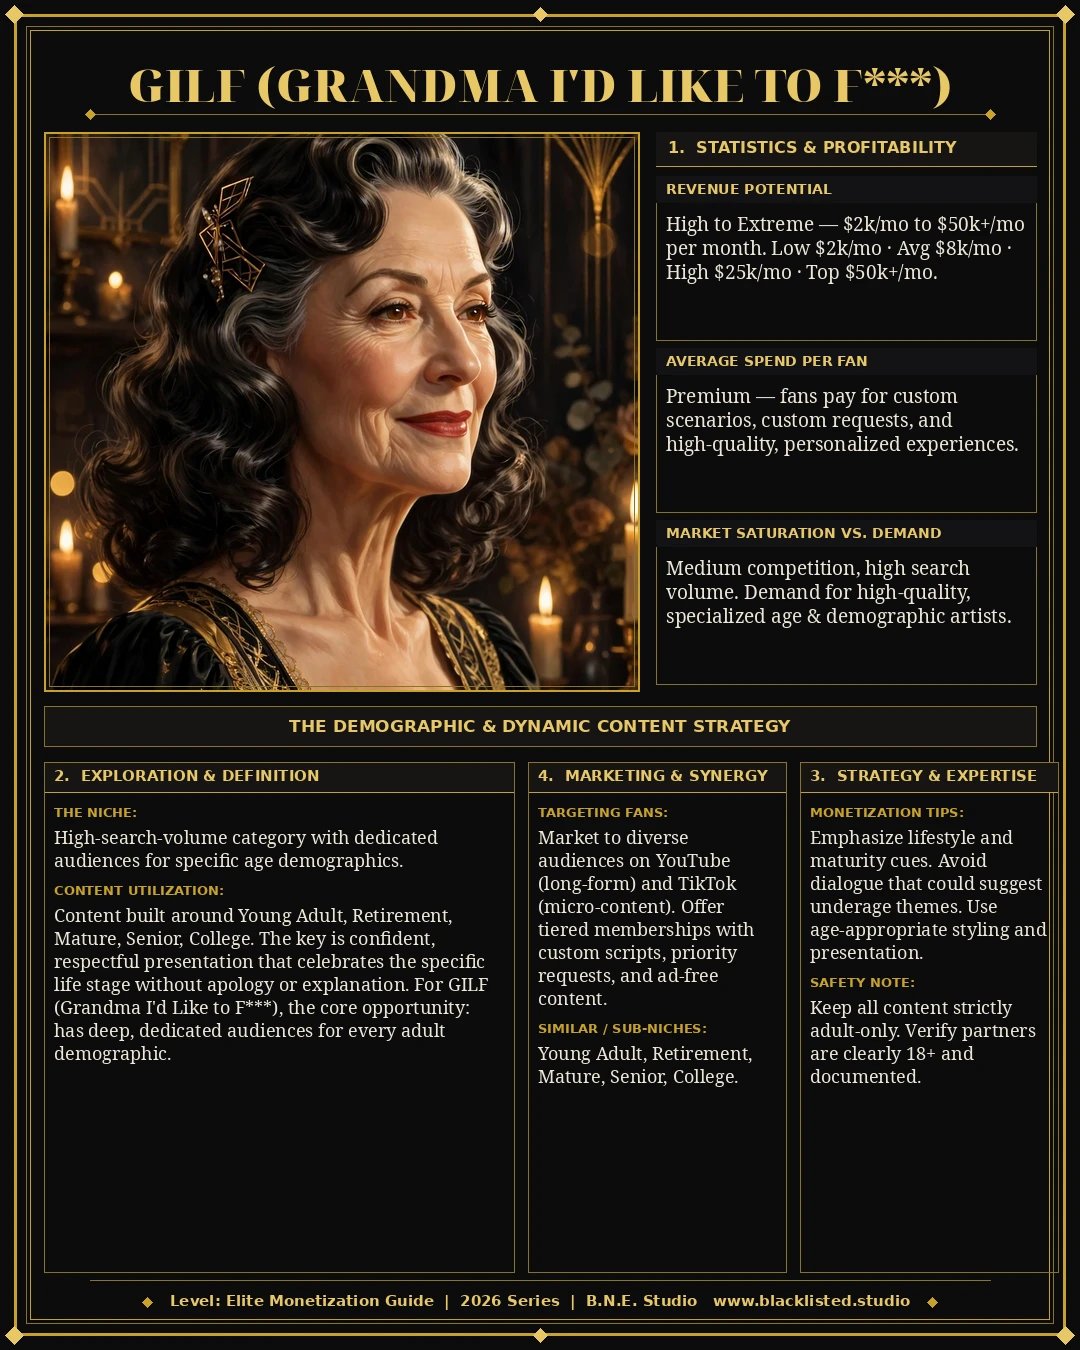 GILF (GRANDMA I'D LIKE TO F***)
1. STATISTICS & PROFITABILITY
REVENUE POTENTIAL
High to Extreme — $2k/mo to $50k+/mo
per month. Low $2k/mo · Avg $8k/mo ·
High $25k/mo · Top $50k+/mo.
AVERAGE SPEND PER FAN
Premium — fans pay for custom
scenarios, custom requests, and
high-quality, personalized experiences.
MARKET SATURATION VS. DEMAND
Medium competition, high search
volume. Demand for high-quality,
specialized age & demographic artists.
THE DEMOGRAPHIC & DYNAMIC CONTENT STRATEGY
2. EXPLORATION & DEFINITION
THE NICHE:
High-search-volume category with dedicated
audiences for specific age demographics.
CONTENT UTILIZATION:
Content built around Young Adult, Retirement,
Mature, Senior, College. The key is confident,
respectful presentation that celebrates the specific
life stage without apology or explanation. For GILF
(Grandma I'd Like to F***), the core opportunity:
has deep, dedicated audiences for every adult
demographic.
4. MARKETING & SYNERGY
TARGETING FANS:
Market to diverse
audiences on YouTube
(long-form) and TikTok
(micro-content). Offer
tiered memberships with
custom scripts, priority
requests, and ad-free
content.
SIMILAR / SUB-NICHES:
Young Adult, Retirement,
Mature, Senior, College.
3. STRATEGY & EXPERTISE
MONETIZATION TIPS:
Emphasize lifestyle and
maturity cues. Avoid
dialogue that could suggest
underage themes. Use
age-appropriate styling and
presentation.
SAFETY NOTE:
Keep all content strictly
adult-only. Verify partners
are clearly 18+ and
documented.
Level: Elite Monetization Guide | 2026 Series | B.N.E. Studio www.blacklisted.studio